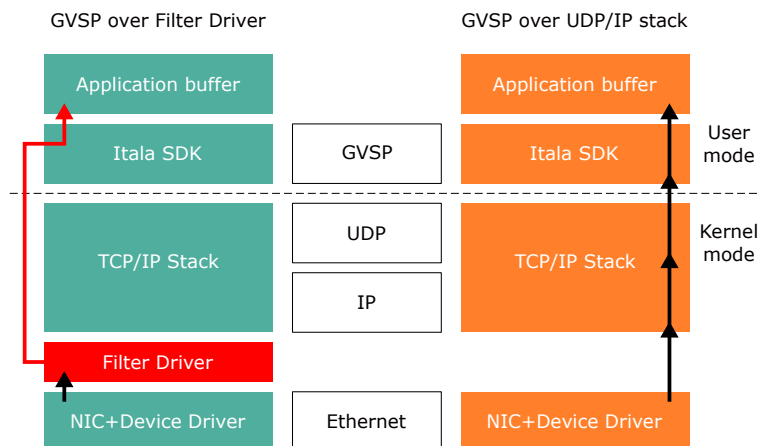 GVSP over Filter Driver
GVSP over UDP/IP stack
Application buffer
Application buffer
Itala SDK
GVSP
Itala SDK
User
mode
TCP/IP Stack
UDP
IP
TCP/IP Stack
Kernel
mode
Filter Driver
NIC+Device Driver
Ethernet
NIC+Device Driver